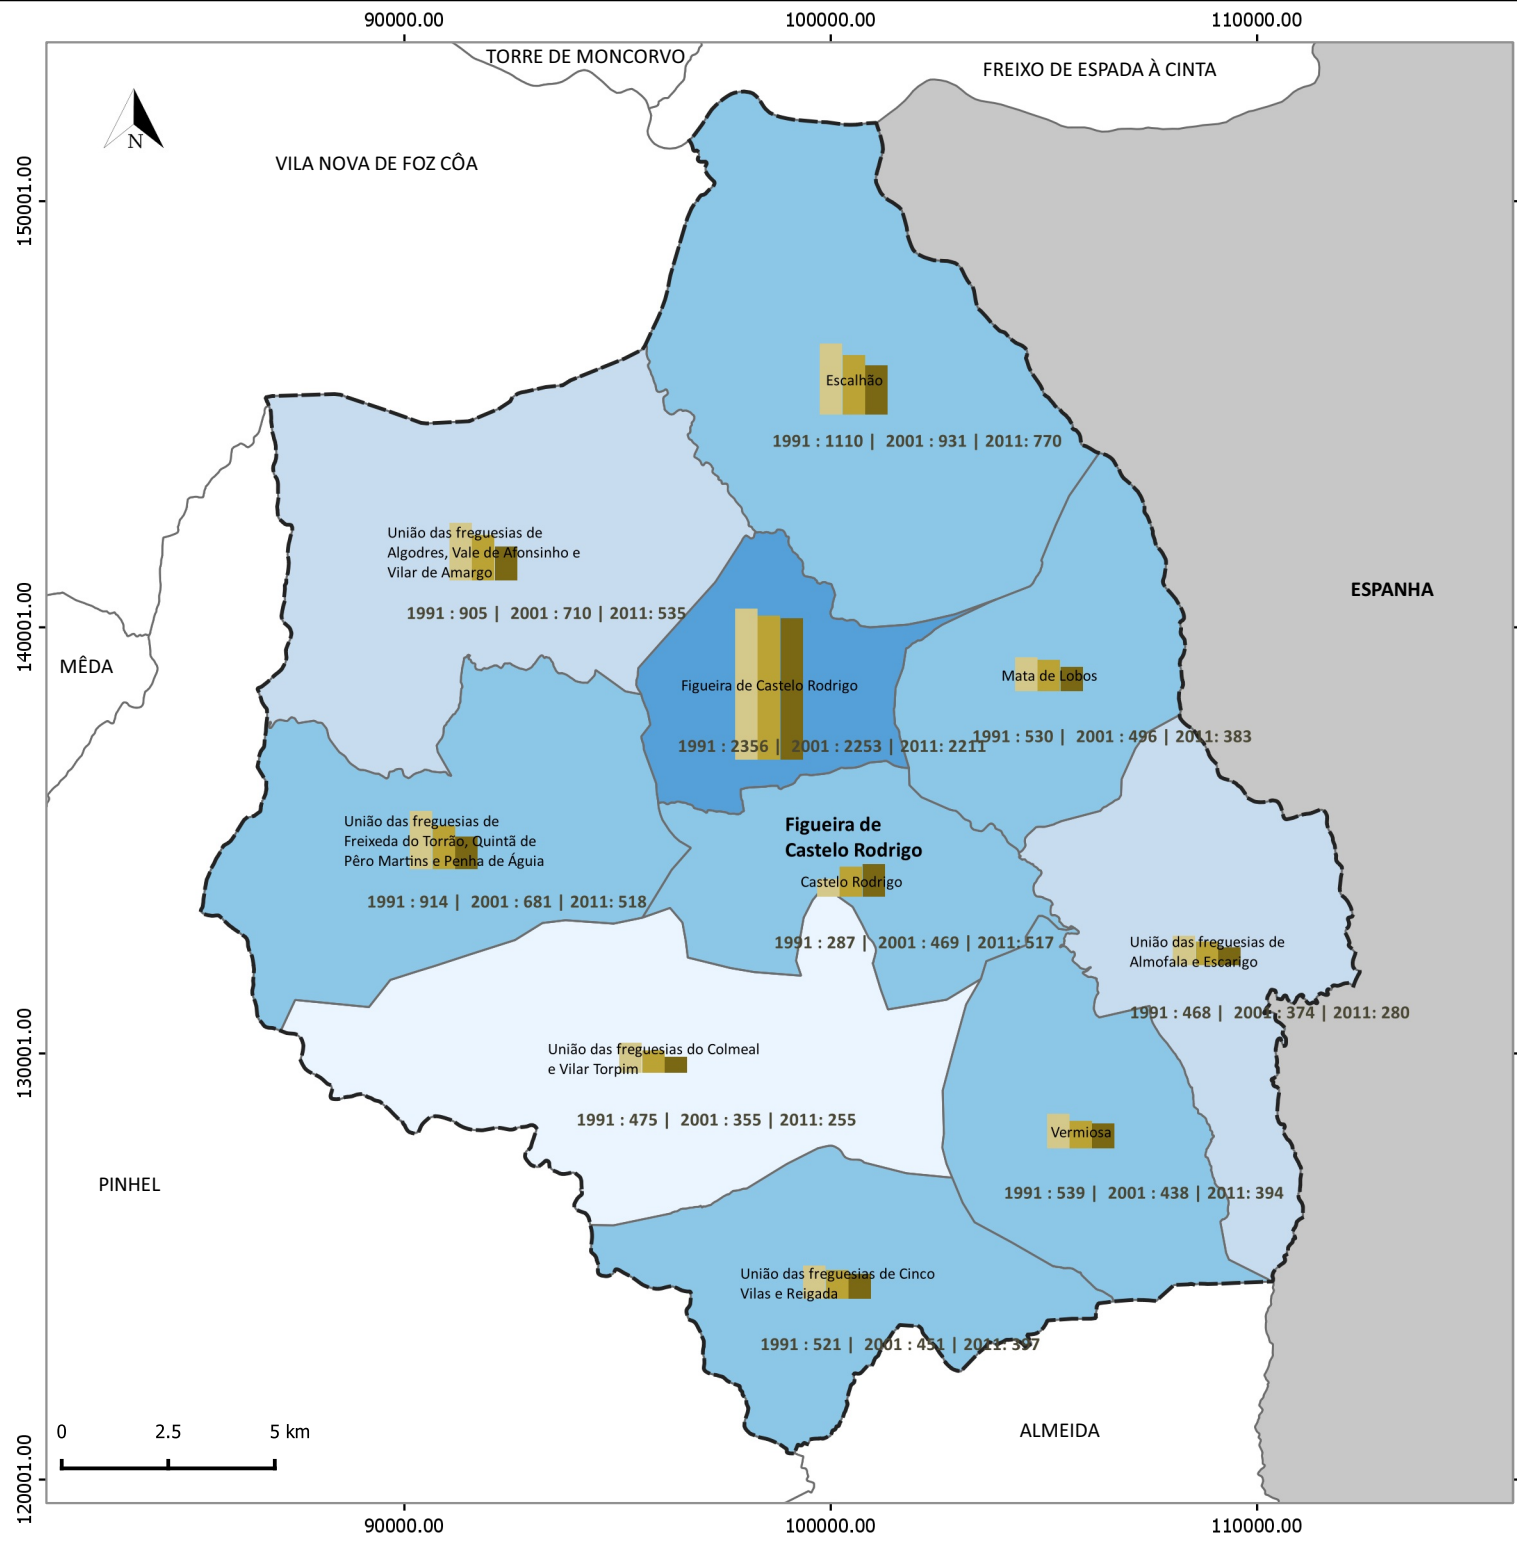 90000.00
100000.00
110000.00
TORRE DE MONCORVO
FREIXO DE ESPADA À CINTA
N
VILA NOVA DE FOZ CÔA
150001.00
Escalhão
1991 : 1110 | 2001 : 931 | 2011: 770
União das freguesias de
Algodres, Vale de Afonsinho e
Vilar de Amargo
1991 : 905 | 2001 : 710 | 2011: 535
ESPANHA
140001.00
MÊDA
Figueira de Castelo Rodrigo
1991 : 2356 | 2001 : 2253 | 2011: 2211
Mata de Lobos
1991 : 530 | 2001 : 496 | 2011: 383
União das freguesias de
Freixeda do Torrão, Quintã de
Pêro Martins e Penha de Águia
1991 : 914 | 2001 : 681 | 2011: 518
Figueira de
Castelo Rodrigo
Castelo Rodrigo
1991 : 287 | 2001 : 469 | 2011: 517
União das freguesias de
Almofala e Escarigo
1991 : 468 | 2001 : 374 | 2011: 280
130001.00
União das freguesias do Colmeal
e Vilar Torpim
1991 : 475 | 2001 : 355 | 2011: 255
Vermiosa
1991 : 539 | 2001 : 438 | 2011: 394
PINHEL
União das freguesias de Cinco
Vilas e Reigada
1991 : 521 | 2001 : 451 | 2011: 397
ALMEIDA
0 2.5 5 km
120001.00
90000.00
100000.00
110000.00